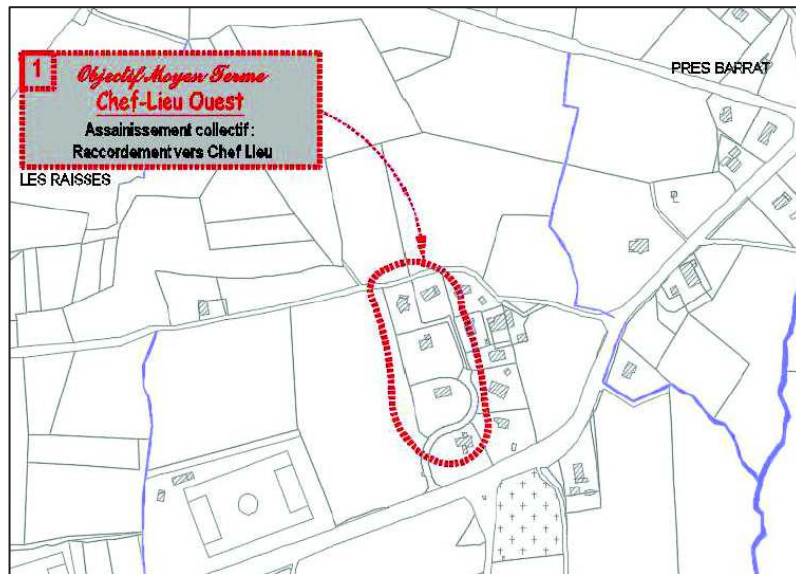 1
Objectif Moyen Terme
Chef-Lieu Ouest
Assainissement collectif :
Raccordement vers Chef Lieu
PRES BARRAT
LES RAISSES